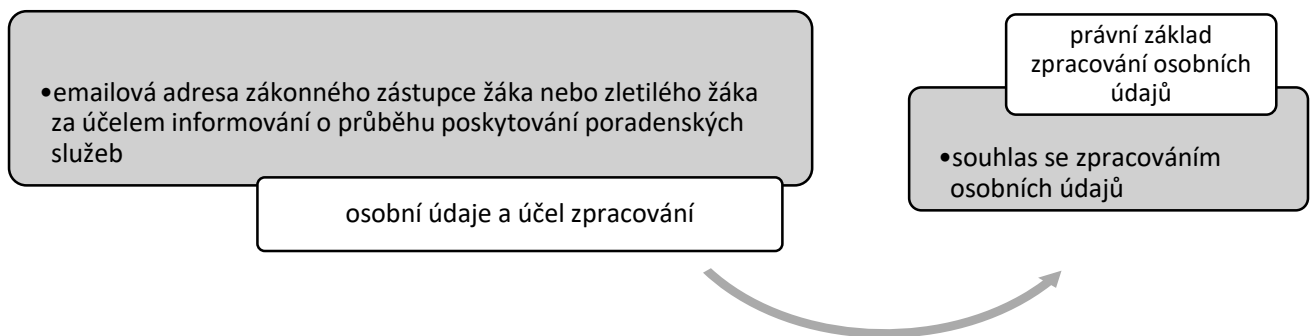 •emailová adresa zákonného zástupce žáka nebo zletilého žáka
za účelem informování o průběhu poskytování poradenských
služeb
osobní údaje a účel zpracování
právní základ
zpracování osobních
údajů
•souhlas se zpracováním
osobních údajů